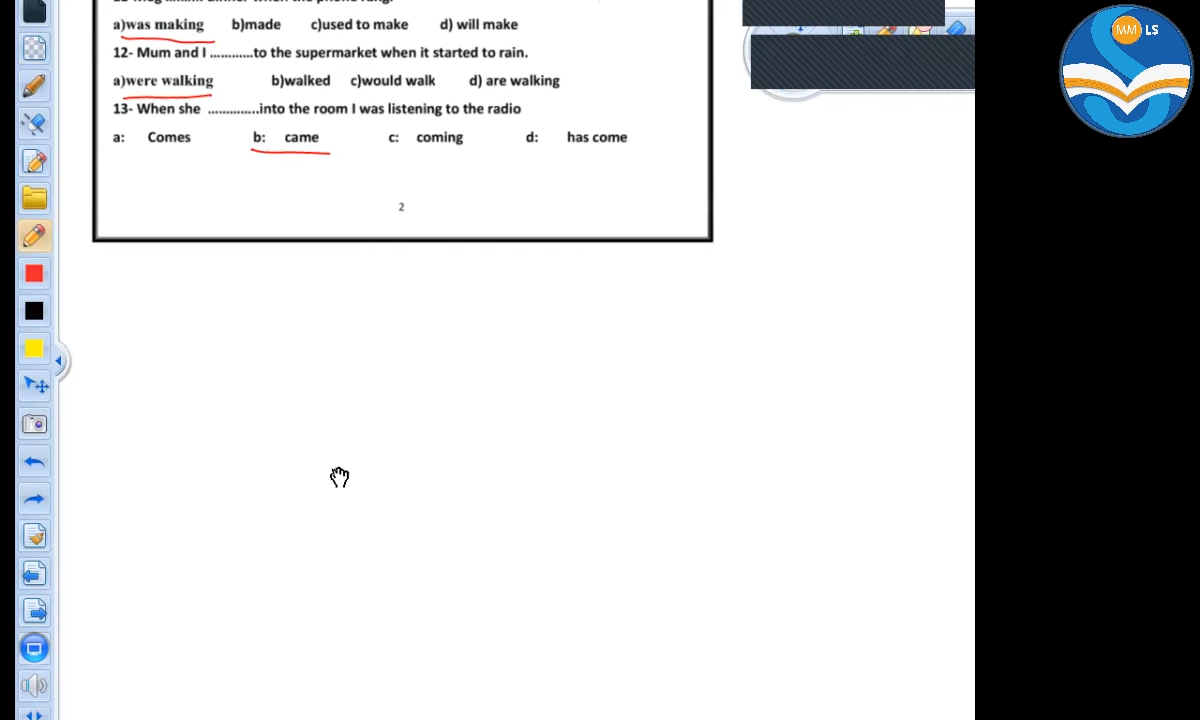 a)was making b)made c)used to make d) will make
12- Mum and I ............to the supermarket when it started to rain.
a)were walking b)walked c)would walk d) are walking
13- When she ..............into the room I was listening to the radio
a: Comes b: came c: coming d: has come
2
MM LS